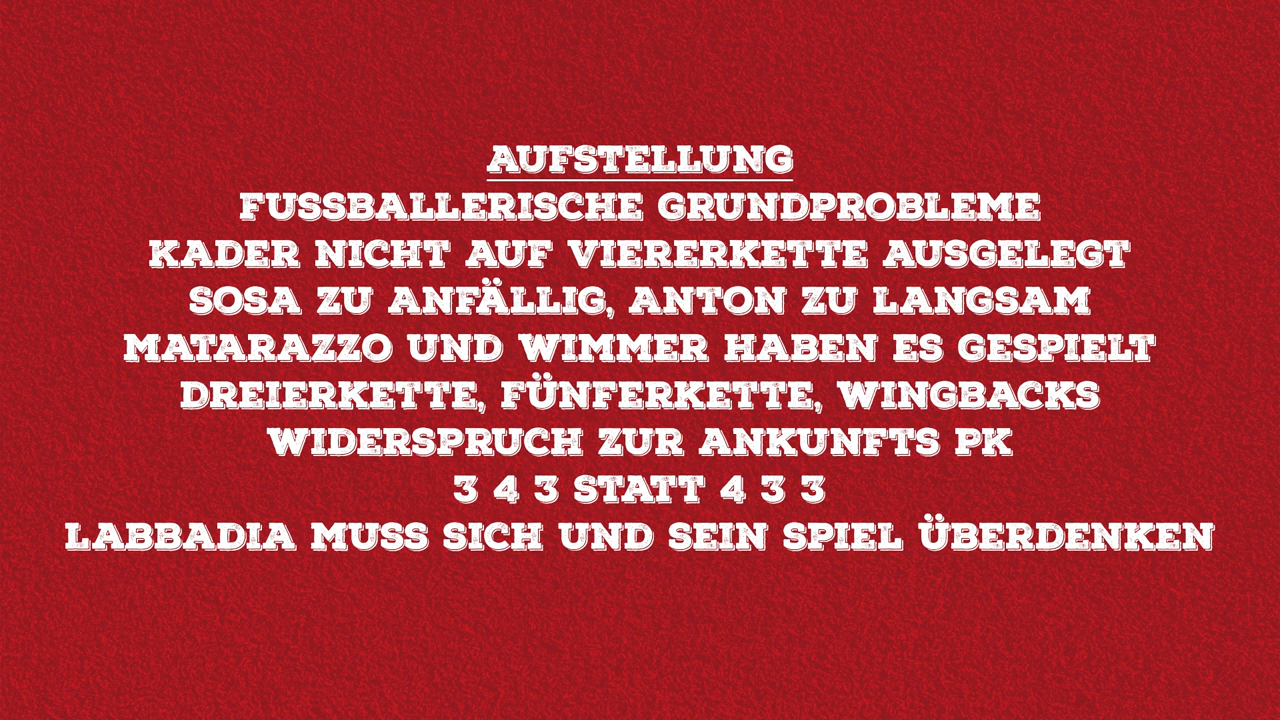 AUFSTELLUNG
FUSSBALLERISCHE GRUNDPROBLEME
KADER NICHT AUF VIERERKETTE AUSGELEGT
SOSA ZU ANFÄLLIG, ANTON ZU LANGSAM
MATARAZZO UND WIMMER HABEN ES GESPIELT
DREIERKETTE, FÜNFERKETTE, WINGBACKS
WIDERSPRUCH ZUR ANKUNFTS PK
3 4 3 STATT 4 3 3
LABBADIA MUSS SICH UND SEIN SPIEL ÜBERDENKEN